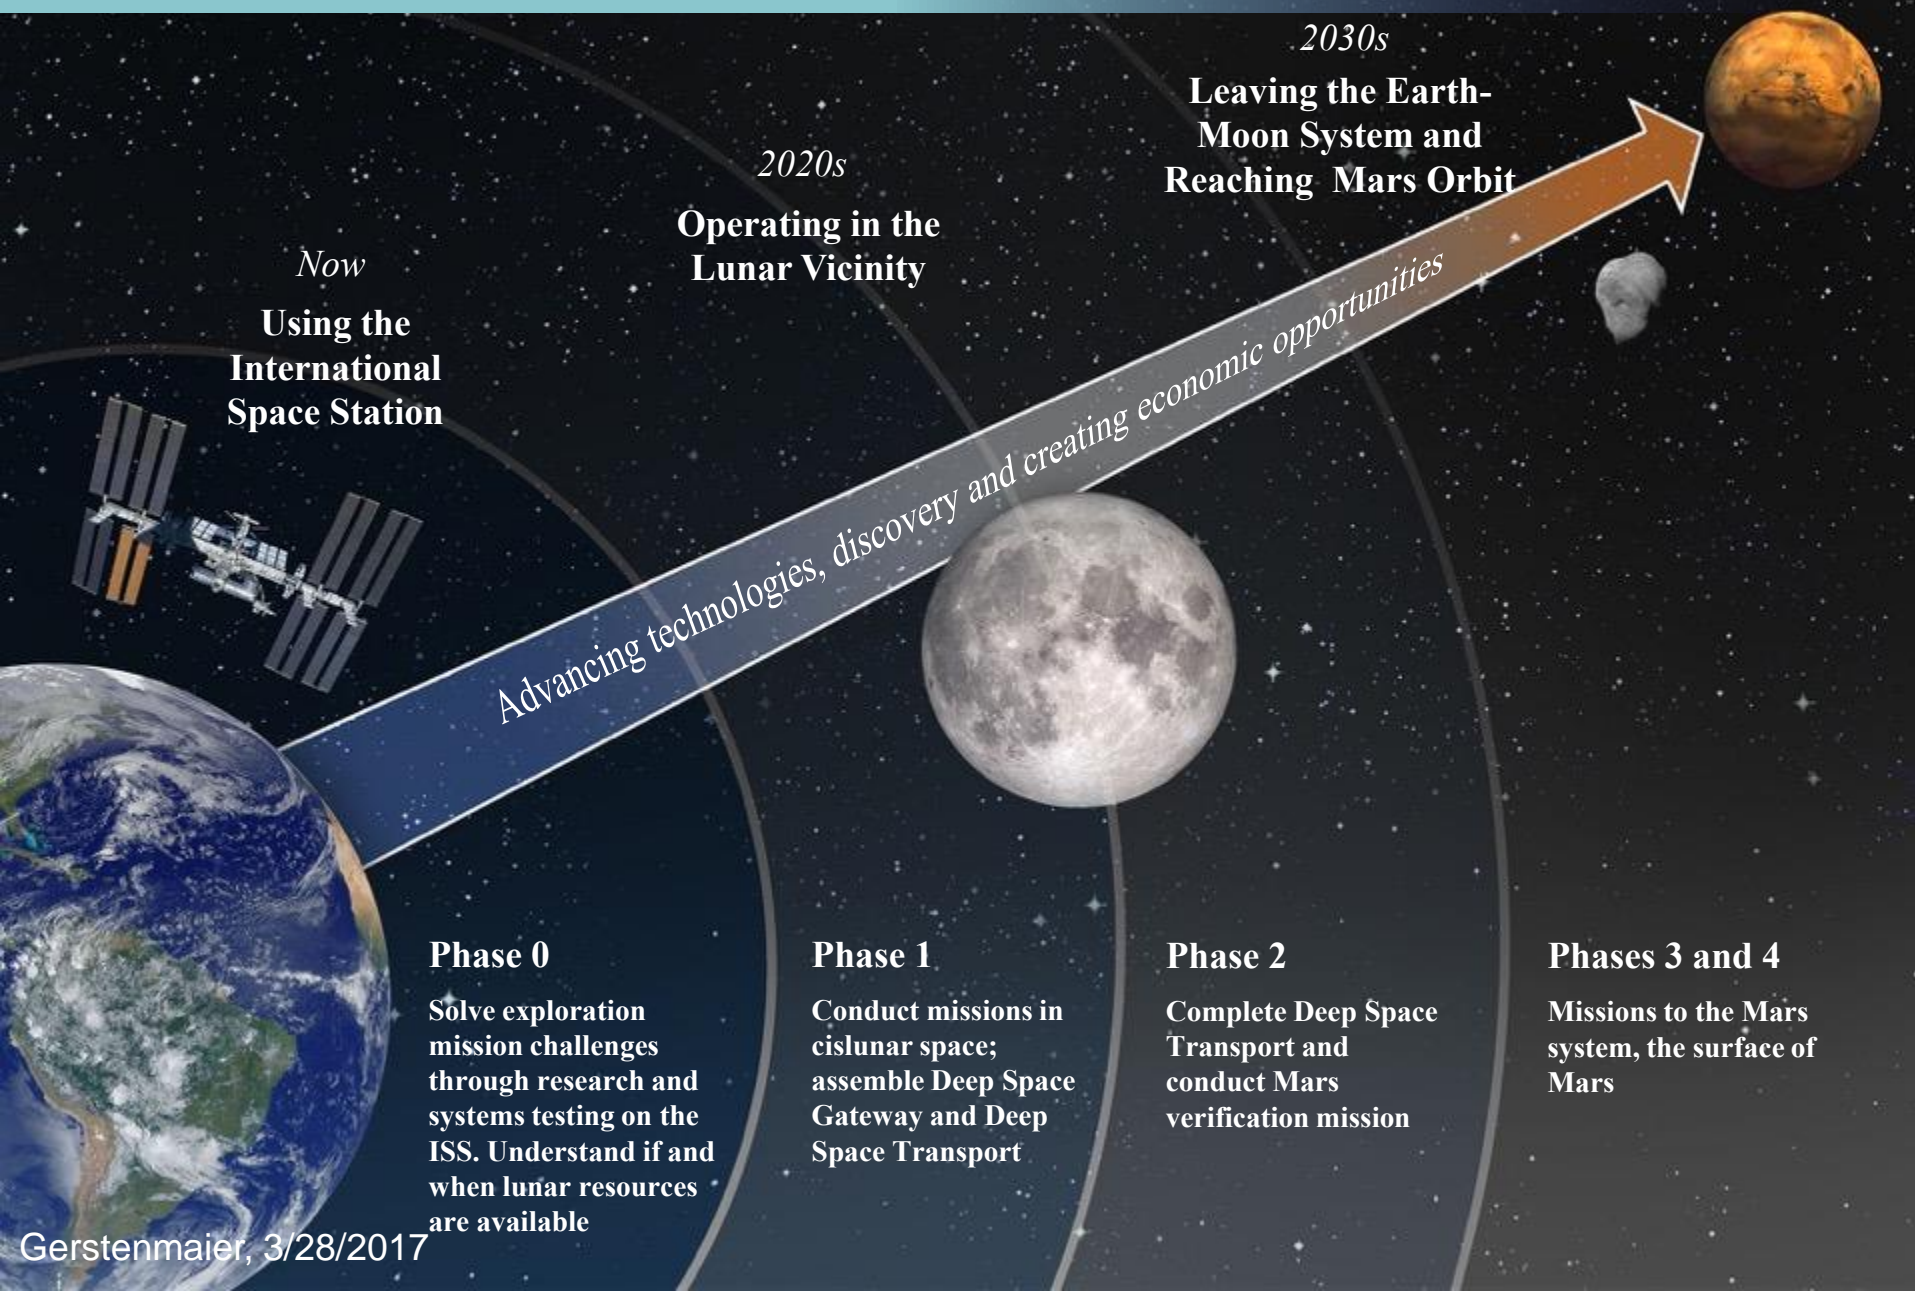 Now
Using the
International
Space Station
2020s
Operating in the
Lunar Vicinity
2030s
Leaving the Earth-
Moon System and
Reaching Mars Orbit
Advancing technologies, discovery and creating economic opportunities
Phase 0
Solve exploration
mission challenges
through research and
systems testing on the
ISS. Understand if and
when lunar resources
are available
Phase 1
Conduct missions in
cislunar space;
assemble Deep Space
Gateway and Deep
Space Transport
Phase 2
Complete Deep Space
Transport and
conduct Mars
verification mission
Phases 3 and 4
Missions to the Mars
system, the surface of
Mars
Gerstenmaier, 3/28/2017